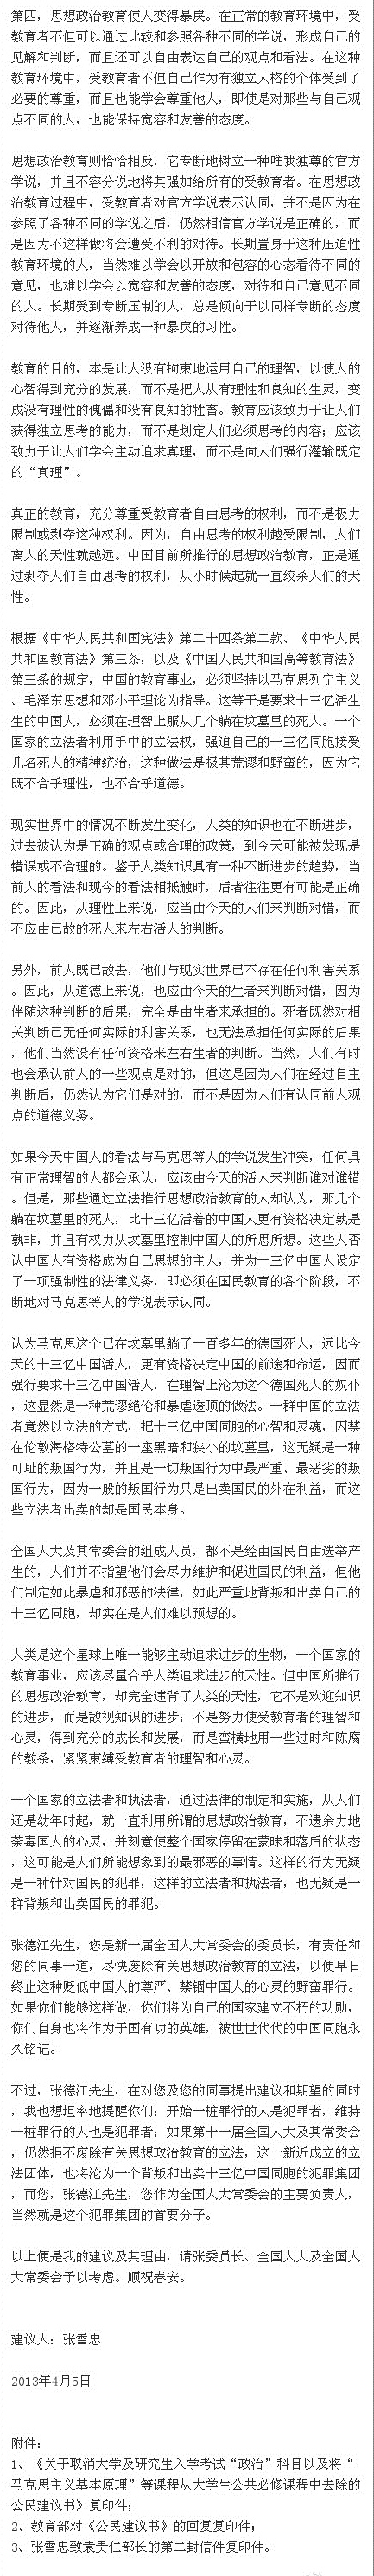 第四，思想政治教育使人变得暴戾。在正常的教育环境中，受
教育者不但可以通过比较和参照各种不同的学说，形成自己的
见解和判断，而且还可以自由表达自己的观点和看法。在这种
教育环境中，受教育者不但自己作为有独立人格的个体受到了
必要的尊重，而且也能学会尊重他人，即使是对那些与自己观
点不同的人，也能保持宽容和友善的态度。
思想政治教育则恰恰相反，它专断地树立一种唯我独尊的官方
学说，并且不容分说地将其强加给所有的受教育者。在思想政
治教育过程中，受教育者对官方学说表示认同，并不是因为在
参照了各种不同的学说之后，仍然相信官方学说是正确的，而
是因为不这样做将会遭受不利的对待。长期置身于这种压迫性
教育环境的人，当然难以学会以开放和包容的心态看待不同的
意见，也难以学会以宽容和友善的态度，对待和自己意见不同
的人。长期受到专断压制的人，总是倾向于以同样专断的态度
对待他人，并逐渐养成一种暴戾的习性。
教育的目的，本是让人没有拘束地运用自己的理智，以使人的
心智得到充分的发展，而不是把人从有理性和良知的生灵，变
成没有理性的傀儡和没有良知的牲畜。教育应该致力于让人们
获得独立思考的能力，而不是划定人们必须思考的内容；应该
致力于让人们学会主动追求真理，而不是向人们强行灌输既定
的“真理”。
真正的教育，充分尊重受教育者自由思考的权利，而不是极力
限制或剥夺这种权利。因为，自由思考的权利越受限制，人们
离人的天性就越远。中国目前所推行的思想政治教育，正是通
过剥夺人们自由思考的权利，从小时候起就一直绞杀人们的天
性。
根据《中华人民共和国宪法》第二十四条第二款、《中华人民
共和国教育法》第三条，以及《中国人民共和国高等教育法》
第三条的规定，中国的教育事业，必须坚持以马克思列宁主义
、毛泽东思想和邓小平理论为指导。这等于是要求十三亿活生
生的中国人，必须在理智上服从几个躺在坟墓里的死人。一个
国家的立法者利用手中的立法权，强迫自己的十三亿同胞接受
几名死人的精神统治，这种做法是极其荒谬和野蛮的，因为它
既不合乎理性，也不合乎道德。
现实世界中的情况不断发生变化，人类的知识也在不断进步，
过去被认为是正确的观点或合理的政策，到今天可能被发现是
错误或不合理的。鉴于人类知识具有一种不断进步的趋势，当
前人的看法和现今的看法相抵触时，后者往往更有可能是正确
的。因此，从理性上来说，应当由今天的人们来判断对错，而
不应由已故的死人来左右活人的判断。
另外，前人既已故去，他们与现实世界已不存在任何利害关系
。因此，从道德上来说，也应由今天的生者来判断对错，因为
伴随这种判断的后果，完全是由生者来承担的。死者既然对相
关判断已无任何实际的利害关系，也无法承担任何实际的后果
，他们当然没有任何资格来左右生者的判断。当然，人们有时
也会承认前人的一些观点是对的，但这是因为人们在经过自主
判断后，仍然认为它们是对的，而不是因为人们有认同前人观
点的道德义务。
如果今天中国人的看法与马克思等人的学说发生冲突，任何具
有正常理智的人都会承认，应该由今天的活人来判断谁对谁错
。但是，那些通过立法推行思想政治教育的人却认为，那几个
躺在坟墓里的死人，比十三亿活着的中国人更有资格决定孰是
孰非，并且有权力从坟墓里控制中国人的所思所想。这些人否
认中国人有资格成为自己思想的主人，并为十三亿中国人设定
了一项强制性的法律义务，即必须在国民教育的各个阶段，不
断地对马克思等人的学说表示认同。
认为马克思这个已在坟墓里躺了一百多年的德国死人，远比今
天的十三亿中国活人，更有资格决定中国的前途和命运，因而
强行要求十三亿中国活人，在理智上沦为这个德国死人的奴仆
，这显然是一种荒谬绝伦和暴虐透顶的做法。一群中国的立法
者竟然以立法的方式，把十三亿中国同胞的心智和灵魂，囚禁
在伦敦海格特公墓的一座黑暗和狭小的坟墓里，这无疑是一种
可耻的叛国行为，并且是一切叛国行为中最严重、最恶劣的叛
国行为，因为一般的叛国行为只是出卖国民的外在利益，而这
些立法者出卖的却是国民本身。
全国人大及其常委会的组成人员，都不是经由国民自由选举产
生的，人们并不指望他们会尽力维护和促进国民的利益，但他
们制定如此暴虐和邪恶的法律，如此严重地背叛和出卖自己的
十三亿同胞，却实在是人们难以预想的。
人类是这个星球上唯一能够主动追求进步的生物，一个国家的
教育事业，应该尽量合乎人类追求进步的天性。但中国所推行
的思想政治教育，却完全违背了人类的天性，它不是欢迎知识
的进步，而是敌视知识的进步；不是努力使受教育者的理智和
心灵，得到充分的成长和发展，而是蛮横地用一些过时和陈腐
的教条，紧紧束缚受教育者的理智和心灵。
一个国家的立法者和执法者，通过法律的制定和实施，从人们
还是幼年时起，就一直利用所谓的思想政治教育，不遗余力地
荼毒国人的心灵，并刻意使整个国家停留在蒙昧和落后的状态
，这可能是人们所能想象到的最邪恶的事情。这样的行为无疑
是一种针对国民的犯罪，这样的立法者和执法者，也无疑是一
群背叛和出卖国民的罪犯。
张德江先生，您是新一届全国人大常委会的委员长，有责任和
您的同事一道，尽快废除有关思想政治教育的立法，以便早日
终止这种贬低中国人的尊严、禁锢中国人的心灵的野蛮罪行。
如果你们能够这样做，你们将为自己的国家建立不朽的功勋，
你们自身也将作为于国有功的英雄，被世世代代的中国同胞永
久铭记。
不过，张德江先生，在对您及您的同事提出建议和期望的同时
，我也想坦率地提醒你们：开始一桩罪行的人是犯罪者，维持
一桩罪行的人也是犯罪者；如果第十一届全国人大及其常委会
，仍然拒不废除有关思想政治教育的立法，这一新近成立的立
法团体，也将沦为一个背叛和出卖十三亿中国同胞的犯罪集团
，而您，张德江先生，您作为全国人大常委会的主要负责人，
当然就是这个犯罪集团的首要分子。
以上便是我的建议及其理由，请张委员长、全国人大及全国人
大常委会予以考虑。顺祝春安。
建议人：张雪忠
2013年4月5日
附件：
1、《关于取消大学及研究生入学考试“政治”科目以及将“
马克思主义基本原理”等课程从大学生公共必修课程中去除的
公民建议书》复印件；
2、教育部对《公民建议书》的回复复印件；
3、张雪忠致袁贵仁部长的第二封信件复印件。